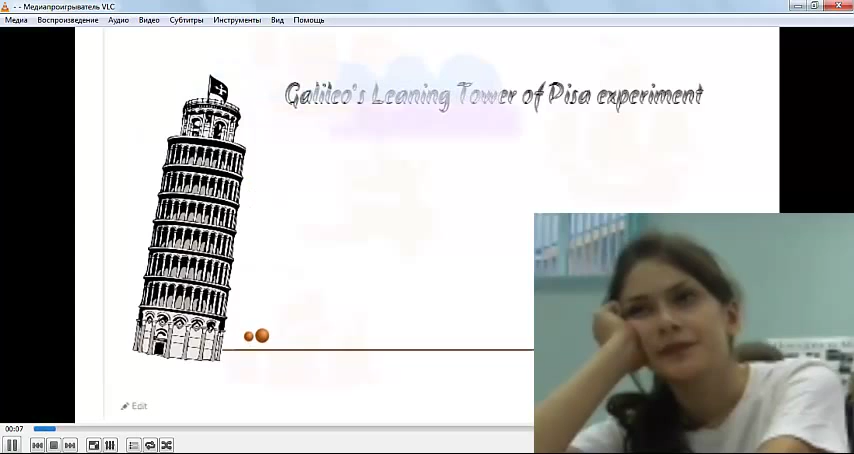 - - Медиапроигрыватель VLC
Медиа Воспроизведение Аудио Видео Субтитры Инструменты Вид Помощь
Galileo's Leaning Tower of Pisa experiment
Edit
00:07